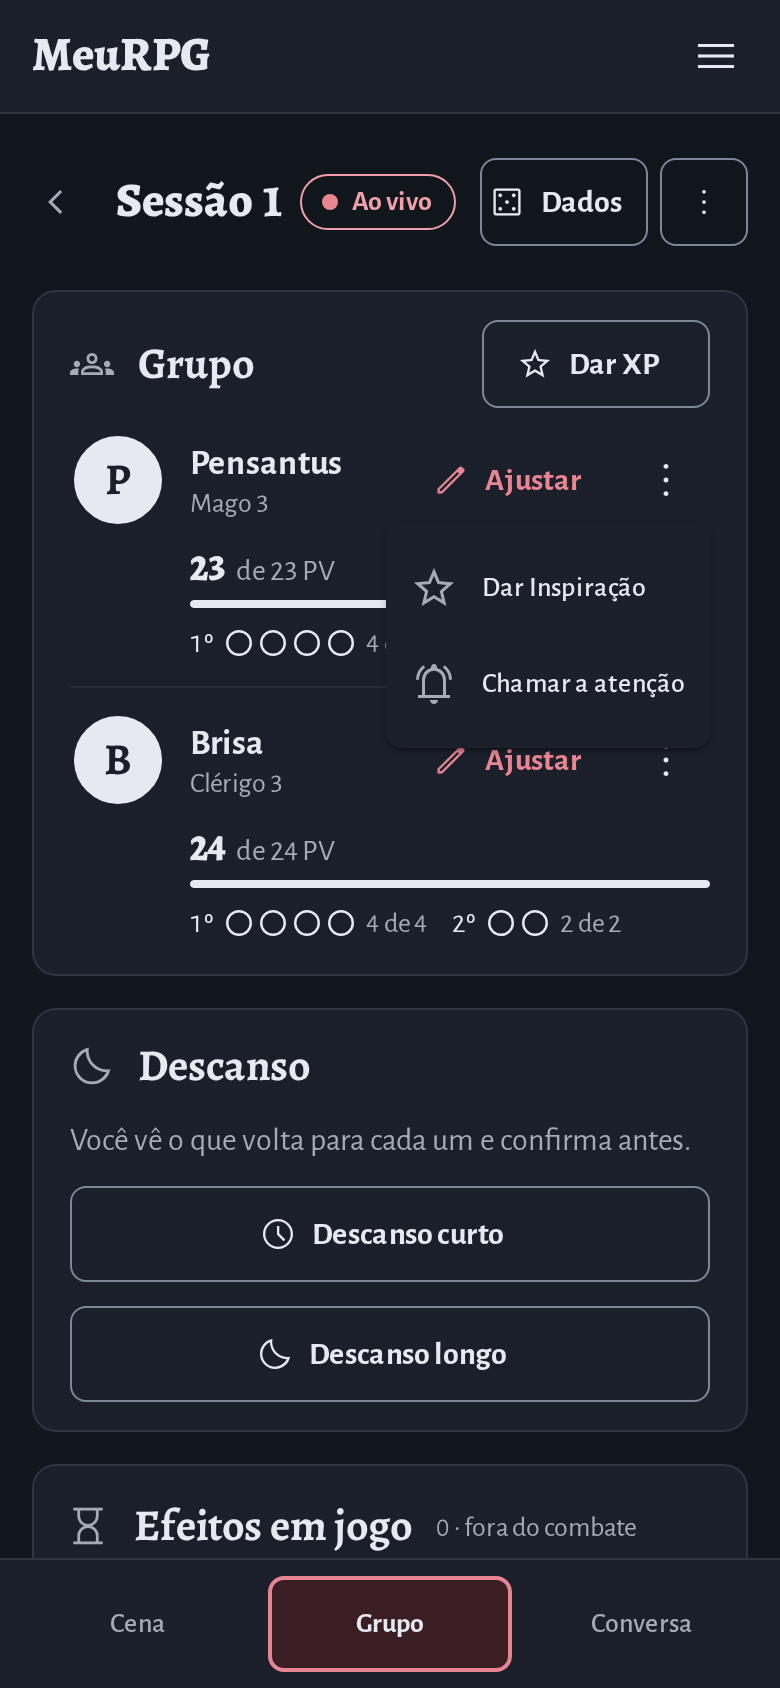 MeuRPG
Sessão 1
Ao vivo
Dados
Grupo
Dar XP
P
Pensantus
Mago 3
Ajustar
23 de 23 PV
Dar Inspiração
1º
4
Chamar a atenção
B
Brisa
Clérigo 3
Ajustar
24 de 24 PV
1º 4 de 4 2º 2 de 2
Descanso
Você vê o que volta para cada um e confirma antes.
Descanso curto
Descanso longo
Efeitos em jogo 0 · fora do combate
Cena
Grupo
Conversa